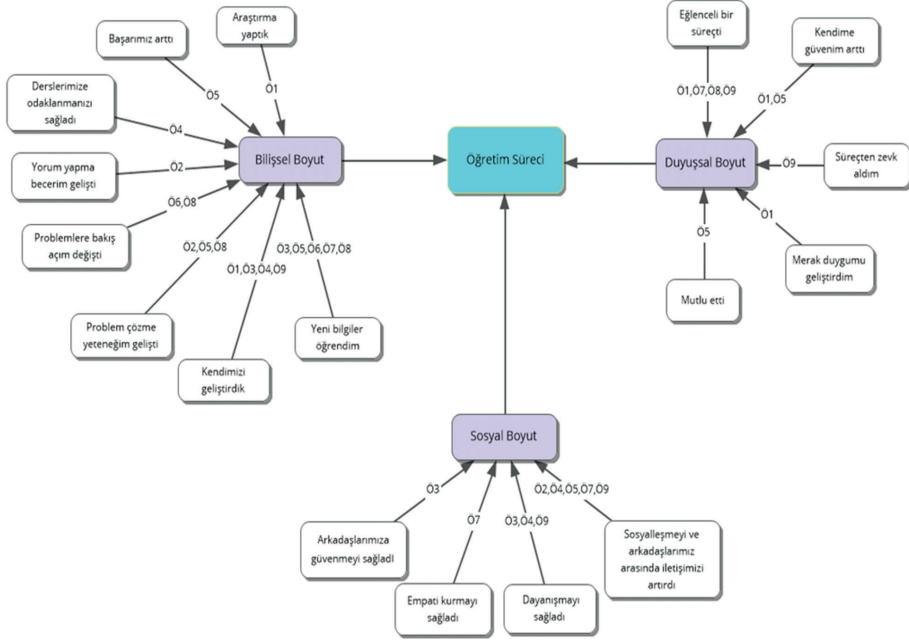 Araştırma
yaptık
Ö1
Başarımız arttı
Ö5
Derslerimize
odaklanmanızı
sağladı
Ö4
Yorum yapma
becerim gelişti
Ö2
Problemlere bakış
açım değişti
Ö6,Ö8
Problem çözme
yeteneğim gelişti
Ö2,Ö5,Ö8
Kendimizi
geliştirdik
Ö1,Ö3,Ö4,Ö9
Yeni bilgiler
öğrendim
Ö3,Ö5,Ö6,Ö7,Ö8
Bilişsel Boyut
Öğretim Süreci
Duyuşsal Boyut
Eğlenceli bir
süreçti
Ö1,Ö7,Ö8,Ö9
Kendime
güvenim arttı
Ö1,Ö5
Süreçten zevk
aldım
Ö9
Merak duygumu
geliştirdim
Ö1
Mutlu etti
Ö5
Sosyal Boyut
Ö3
Arkadaşlarımıza
güvenmeyi sağladI
Ö7
Empati kurmayı
sağladı
Ö3,Ö4,Ö9
Dayanışmayı
sağladı
Ö2,Ö4,Ö5,Ö7,Ö9
Sosyalleşmeyi ve
arkadaşlarımız
arasında iletişimizi
artırdı